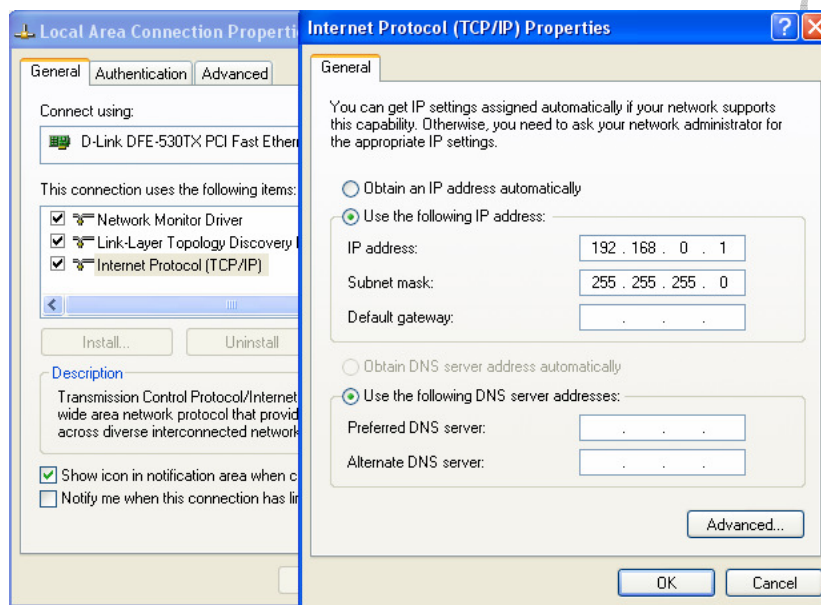 Local Area Connection Properti
General
Authentication
Advanced
Connect using:
D-Link DFE-530TX PCI Fast Ethern
This connection uses the following items:
Network Monitor Driver
Link-Layer Topology Discovery
Internet Protocol (TCP/IP)
Install...
Uninstall
Description
Transmission Control Protocol/Internet
wide area network protocol that provid
across diverse interconnected network
Show icon in notification area when c
Notify me when this connection has lin
Internet Protocol (TCP/IP) Properties
General
You can get IP settings assigned automatically if your network supports
this capability. Otherwise, you need to ask your network administrator for
the appropriate IP settings.
Obtain an IP address automatically
Use the following IP address:
IP address: 192 . 168 . 0 . 1
Subnet mask: 255 . 255 . 255 . 0
Default gateway: . . .
Obtain DNS server address automatically
Use the following DNS server addresses:
Preferred DNS server: . . .
Alternate DNS server: . . .
Advanced...
OK
Cancel